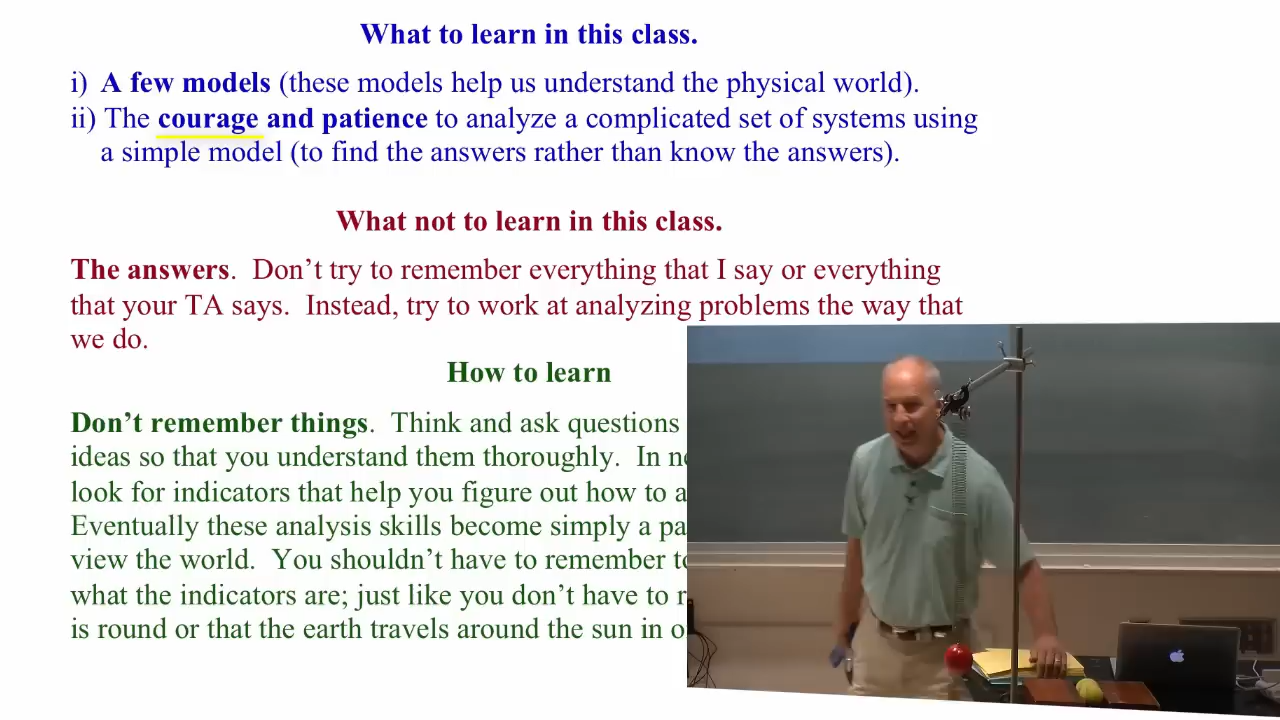 What to learn in this class.
i) A few models (these models help us understand the physical world).
ii) The courage and patience to analyze a complicated set of systems using
a simple model (to find the answers rather than know the answers).
What not to learn in this class.
The answers. Don't try to remember everything that I say or everything
that your TA says. Instead, try to work at analyzing problems the way that
we do.
How to learn
Don't remember things. Think and ask questions
ideas so that you understand them thoroughly. In
look for indicators that help you figure out how to
Eventually these analysis skills become simply a
view the world. You shouldn't have to remember
what the indicators are; just like you don't have to
is round or that the earth travels around the sun in